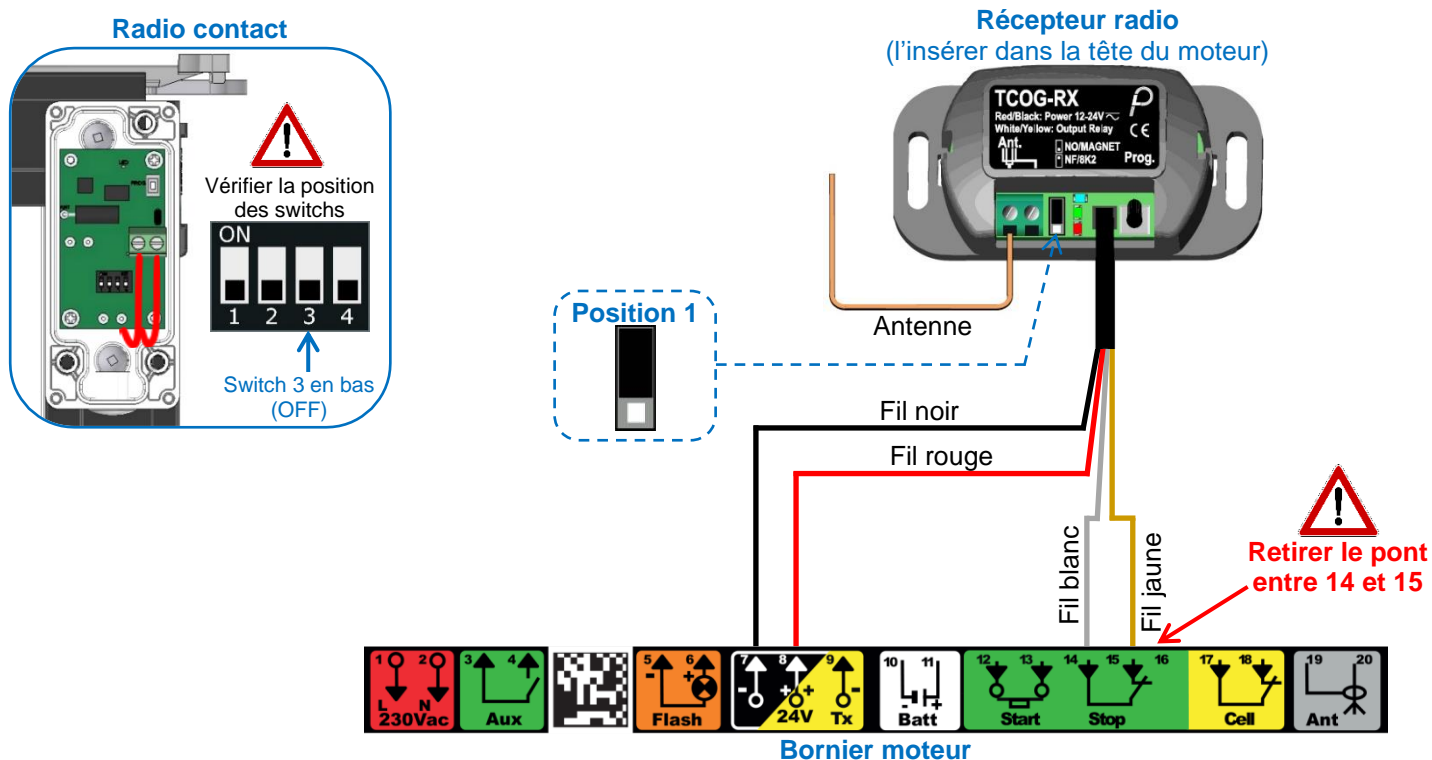 Radio contact
Vérifier la position
des switchs
ON
1 2 3 4
Switch 3 en bas
(OFF)
Récepteur radio
(l'insérer dans la tête du moteur)
TCOG-RX
Red/Black: Power 12-24V
White/Yellow: Output Relay
CE
Ant.
NO/MAGNET
NF/8K2
Prog.
Antenne
Position 1
Fil noir
Fil rouge
Fil blanc
Fil jaune
Retirer le pont
entre 14 et 15
1 2 3 4 5 6 7 8 9 10 11 12 13 14 15 16 17 18 19 20
L N
- + - + + - - +
230Vac Aux Flash 24V Tx Batt Start Stop Cell Ant
Bornier moteur